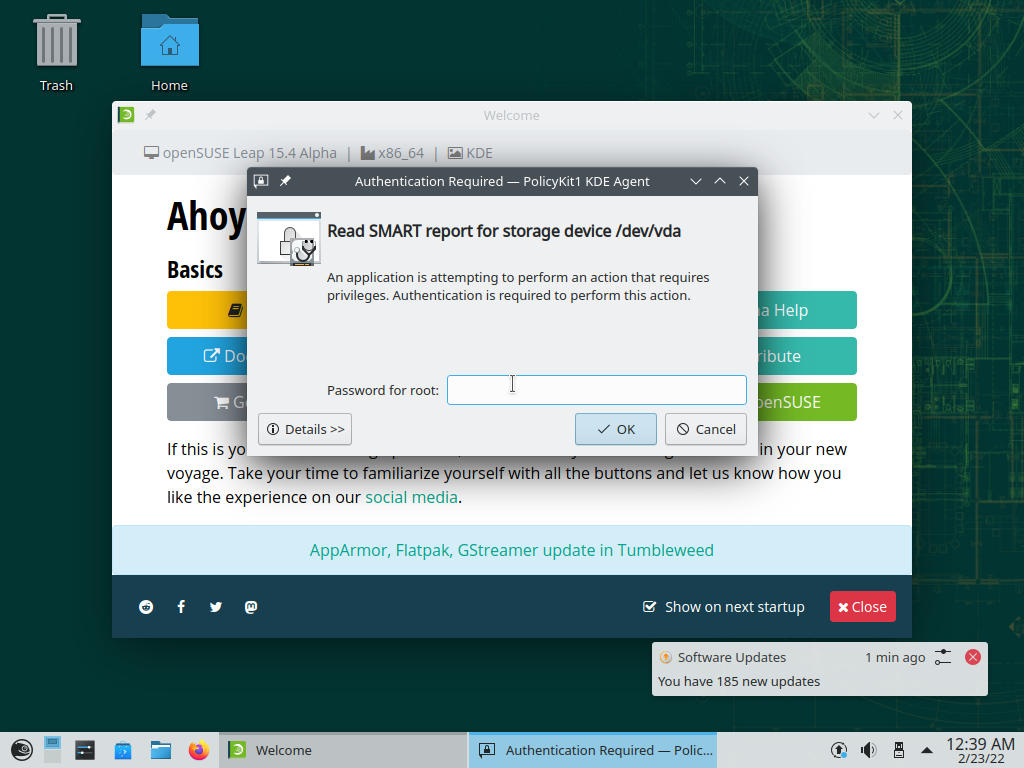 Trash
Home
Welcome
openSUSE Leap 15.4 Alpha | x86_64 | KDE
Authentication Required — PolicyKit1 KDE Agent
Ahoy
Read SMART report for storage device /dev/vda
Basics
An application is attempting to perform an action that requires
privileges. Authentication is required to perform this action.
Help
Password for root:
Details >>
OK
Cancel
If this is
in your new
voyage. Take your time to familiarize yourself with all the buttons and let us know how you
like the experience on our social media.
AppArmor, Flatpak, GStreamer update in Tumbleweed
Show on next startup
Close
Software Updates
1 min ago
You have 185 new updates
Welcome
Authentication Required — Polic...
12:39 AM
2/23/22